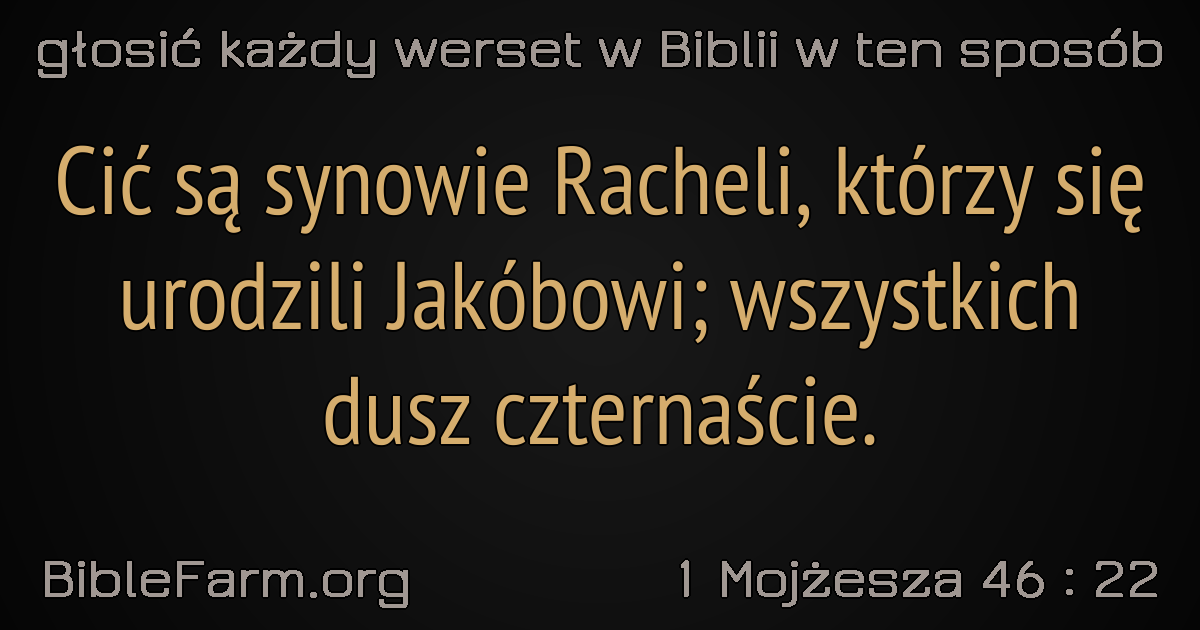 głosić każdy werset w Biblii w ten sposób
Cić są synowie Racheli, którzy się
urodzili Jakóbowi; wszystkich
dusz czternaście.
BibleFarm.org
1 Mojżesza 46 : 22